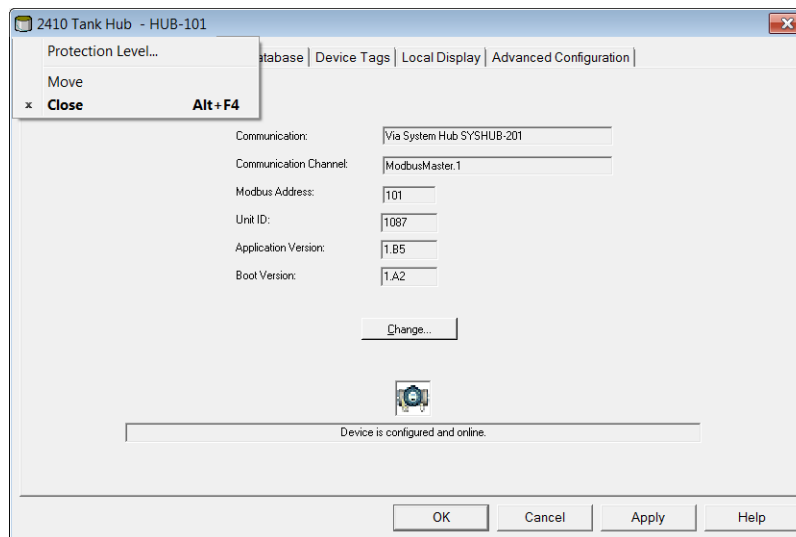 2410 Tank Hub - HUB-101
Protection Level...
Move
x Close Alt+F4
atabase Device Tags Local Display Advanced Configuration
Communication: Via System Hub SYSHUB-201
Communication Channel: ModbusMaster.1
Modbus Address: 101
Unit ID: 1087
Application Version: 1.B5
Boot Version: 1.A2
Change...
Device is configured and online.
OK Cancel Apply Help